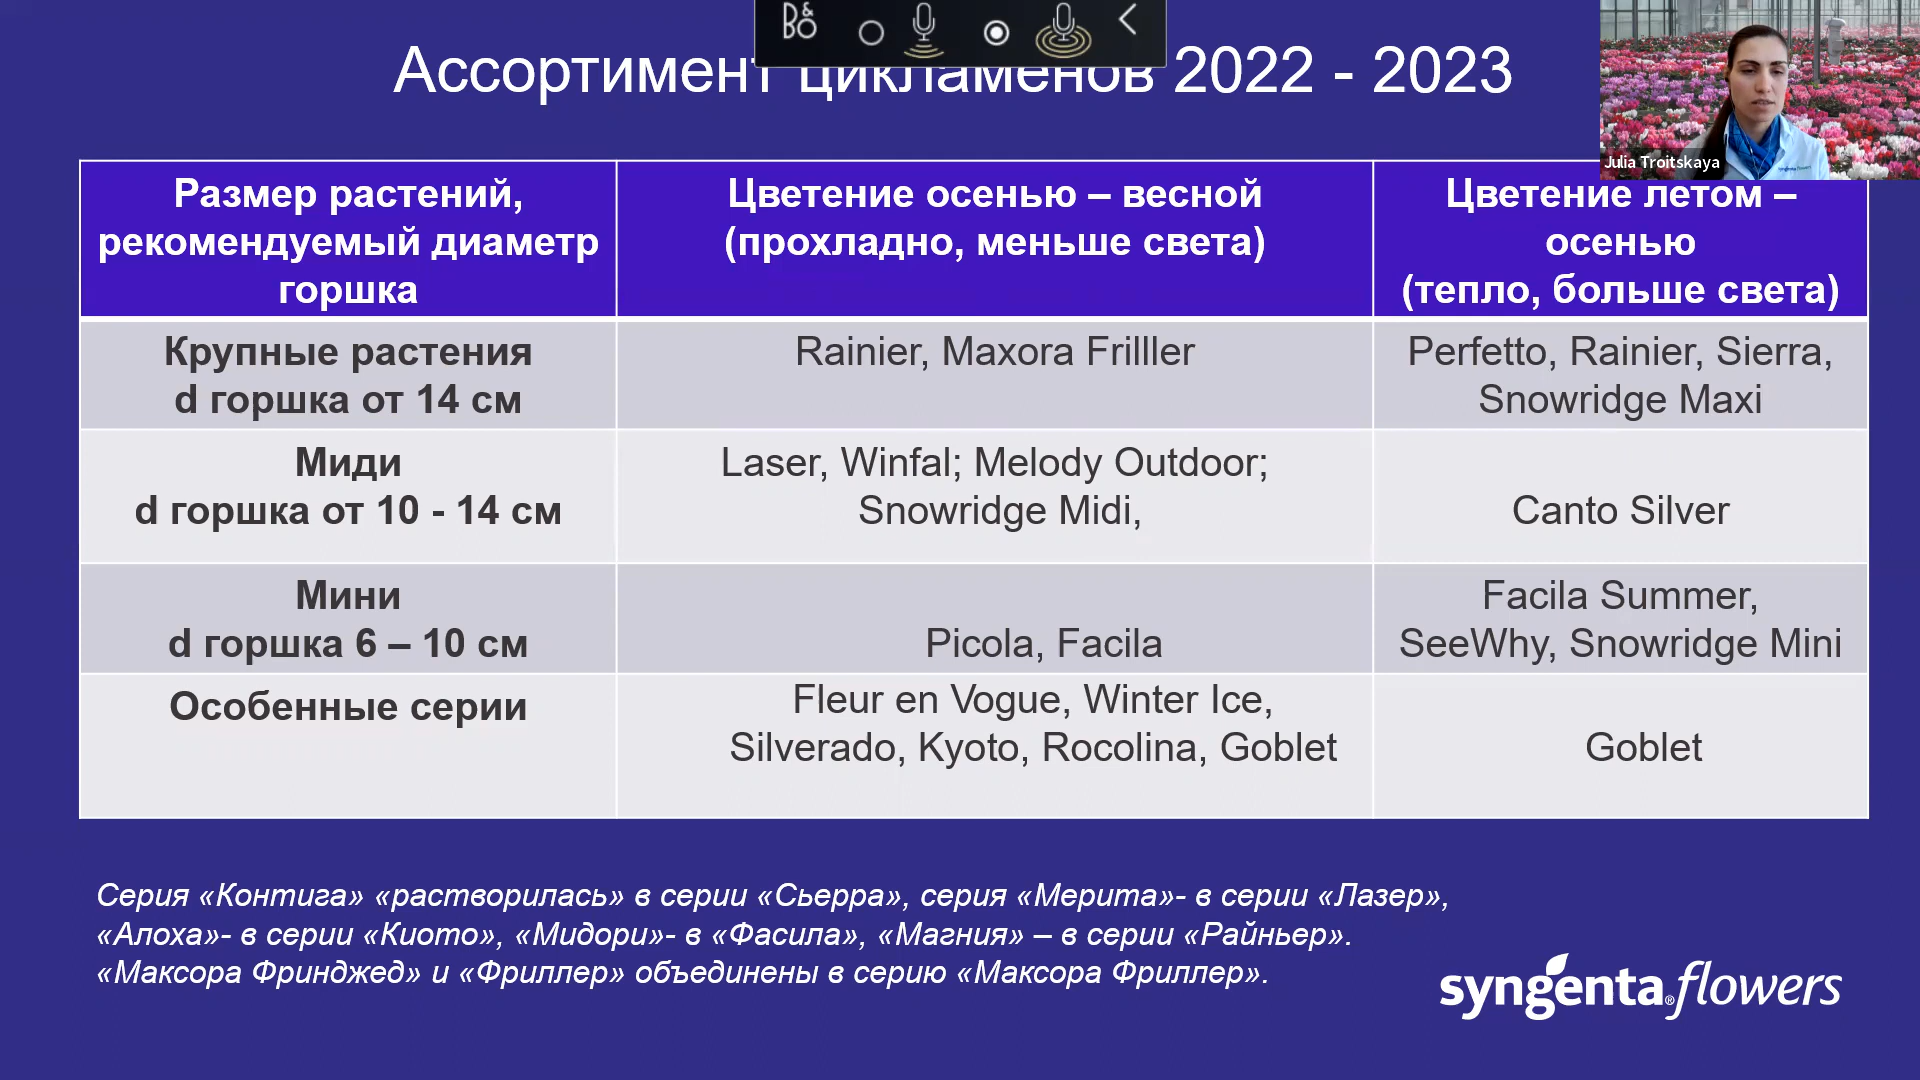 B&O
Ассортимент цикламенов 2022 - 2023
Julia Troitskaya
Размер растений,
рекомендуемый диаметр
горшка
Цветение осенью – весной
(прохладно, меньше света)
Цветение летом –
осенью
(тепло, больше света)
Крупные растения
d горшка от 14 см
Rainier, Maxora Frilller
Perfetto, Rainier, Sierra,
Snowridge Maxi
Миди
d горшка от 10 - 14 см
Laser, Winfal; Melody Outdoor;
Snowridge Midi,
Canto Silver
Мини
d горшка 6 – 10 см
Picola, Facila
Facila Summer,
SeeWhy, Snowridge Mini
Особенные серии
Fleur en Vogue, Winter Ice,
Silverado, Kyoto, Rocolina, Goblet
Goblet
Серия «Контига» «растворилась» в серии «Сьерра», серия «Мерита»- в серии «Лазер»,
«Алоха»- в серии «Киото», «Мидори»- в «Фасила», «Магния» – в серии «Райньер».
«Максора Фринджед» и «Фриллер» объединены в серию «Максора Фриллер».
syngenta® flowers